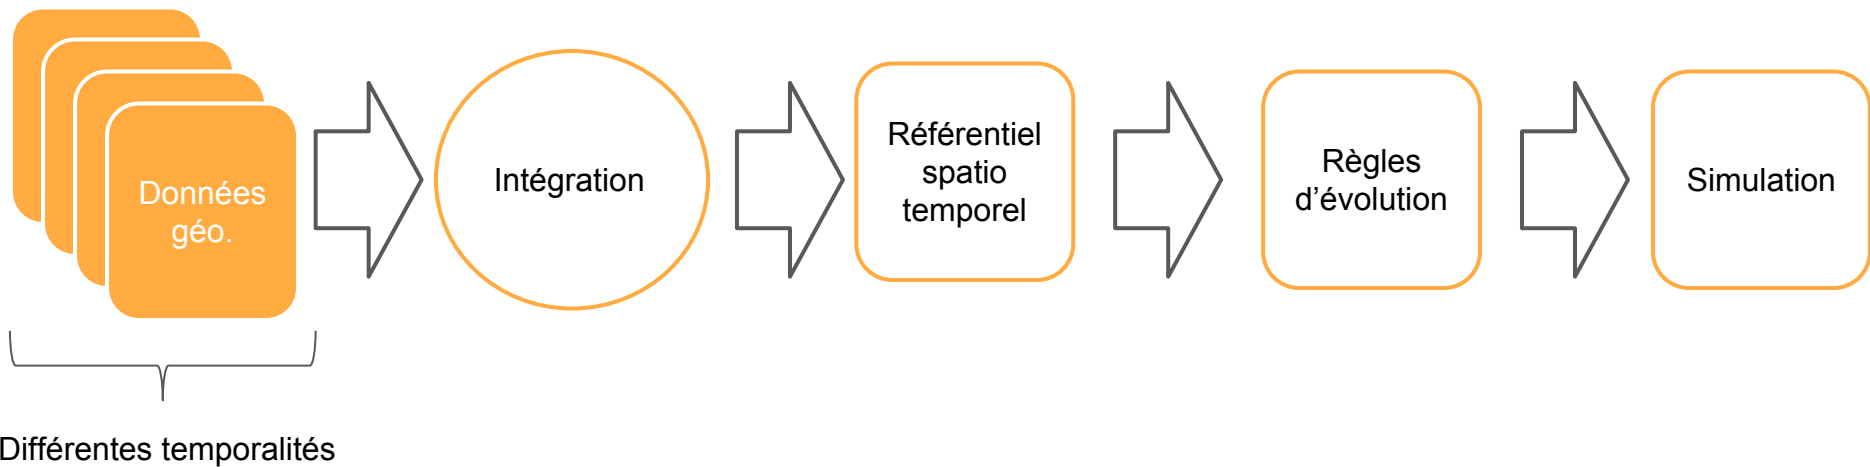 Données
géo.
Différentes temporalités
Intégration
Référentiel
spatio
temporel
Règles
d’évolution
Simulation